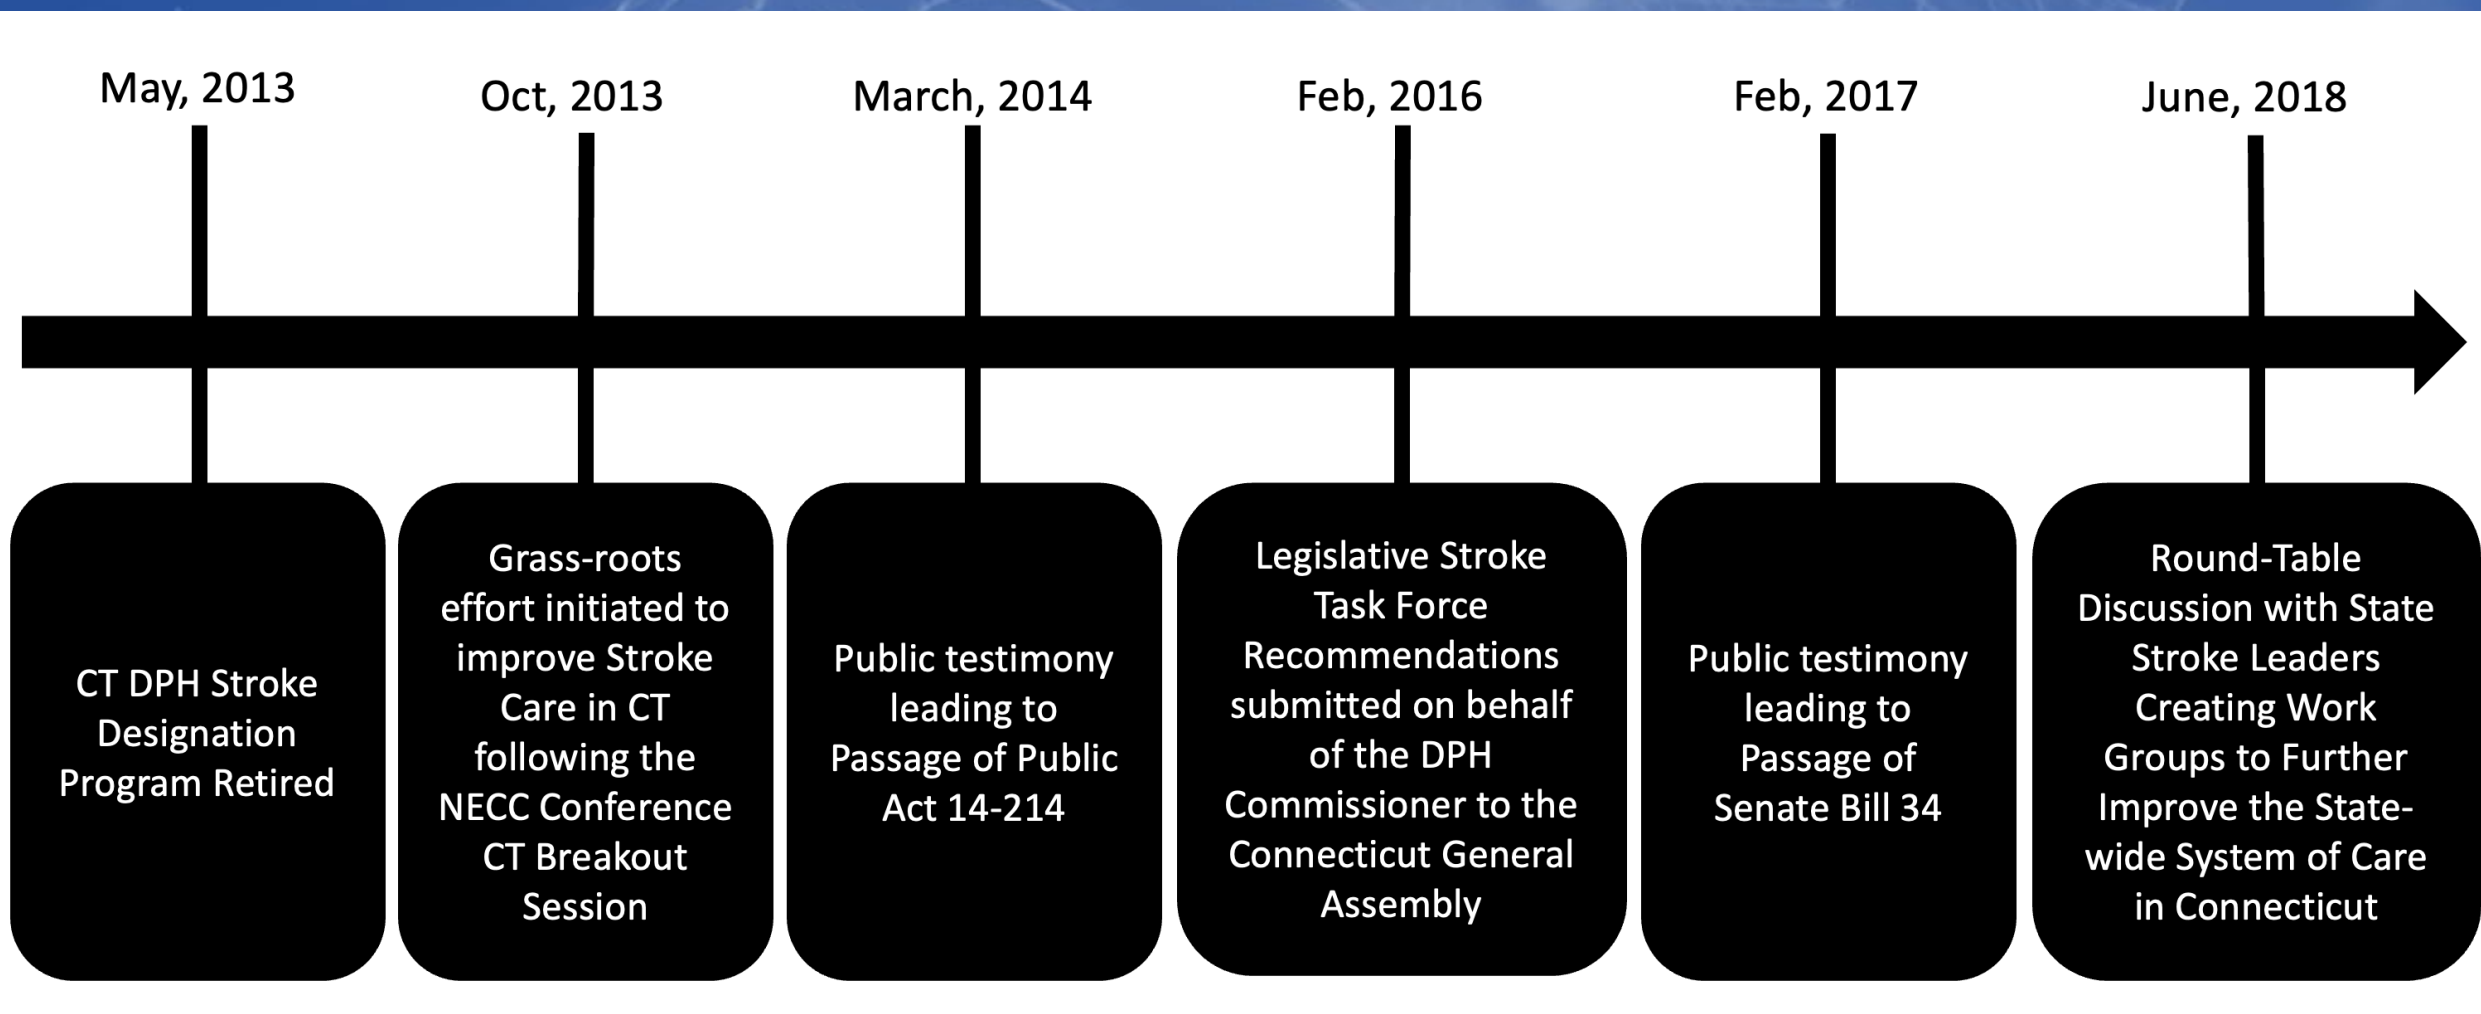 May, 2013
Oct, 2013
March, 2014
Feb, 2016
Feb, 2017
June, 2018
CT DPH Stroke
Designation
Program Retired
Grass-roots
effort initiated to
improve Stroke
Care in CT
following the
NECC Conference
CT Breakout
Session
Public testimony
leading to
Passage of Public
Act 14-214
Legislative Stroke
Task Force
Recommendations
submitted on behalf
of the DPH
Commissioner to the
Connecticut General
Assembly
Public testimony
leading to
Passage of
Senate Bill 34
Round-Table
Discussion with State
Stroke Leaders
Creating Work
Groups to Further
Improve the State-
wide System of Care
in Connecticut